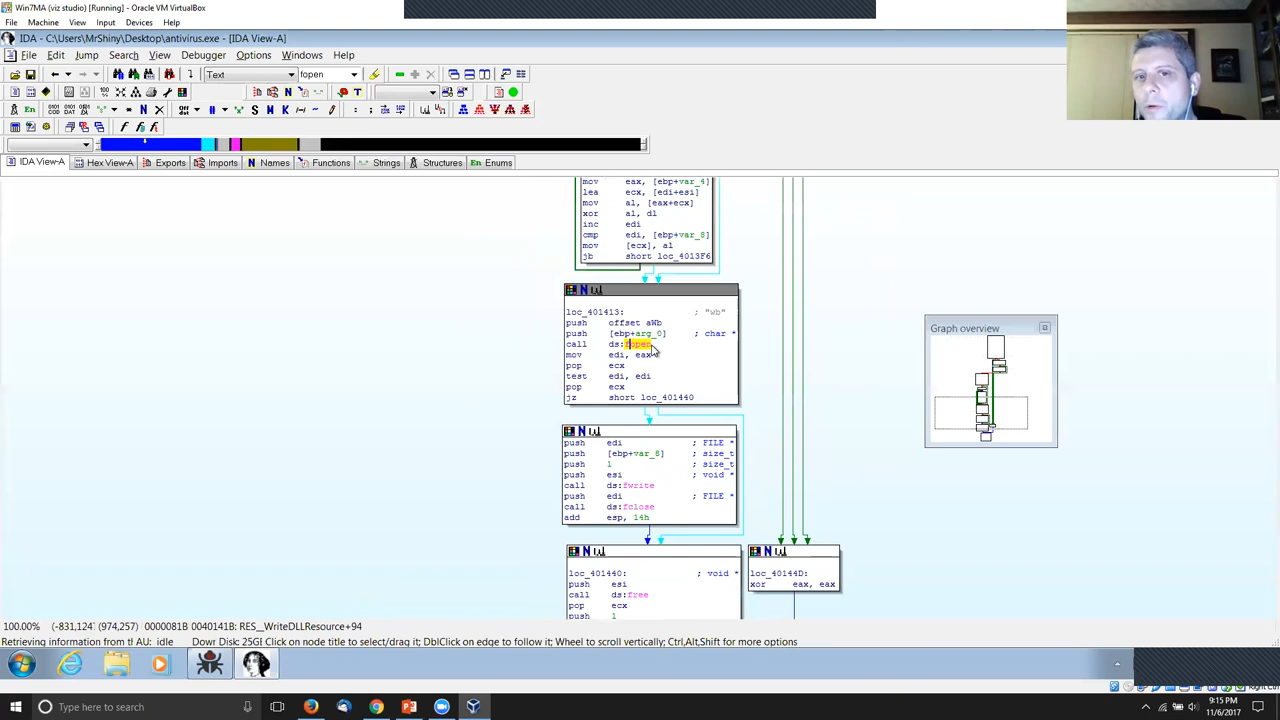 Win7MA (viz studio) [Running] - Oracle VM VirtualBox
File Machine View Input Devices Help
IDA - C:\Users\MrShiny\Desktop\antivirus.exe - [IDA View-A]
File Edit Jump Search View Debugger Options Windows Help
Text fopen
IDA View-A Hex View-A Exports Imports Names Functions Strings Structures Enums
mov eax, [ebp+var_4]
lea ecx, [edi+esi]
mov al, [eax+ecx]
xor al, dl
inc edi
cmp edi, [ebp+var_8]
mov [ecx], al
jb short loc_4013F6
loc_401413: ; "wb"
push offset aWb
push [ebp+arg_0] ; char *
call ds:fopen
mov edi, eax
pop ecx
test edi, edi
pop ecx
jz short loc_401440
Graph overview
push edi ; FILE *
push [ebp+var_8] ; size_t
push 1 ; size_t
push esi ; void *
call ds:fwrite
push edi ; FILE *
call ds:fclose
add esp, 14h
loc_401440: ; void *
push esi
call ds:free
pop ecx
push 1
loc_40144D:
xor eax, eax
100.00% (-831,124 (974,257) 0000081B 0040141B: RES__WriteDLLResource+94
Retrieving information from tl AU: idle Down Disk: 25GI Click on node title to select/drag it; DblClick on edge to follow it; Wheel to scroll vertically; Ctrl,Alt,Shift for more options
Type here to search
9:15 PM
11/6/2017